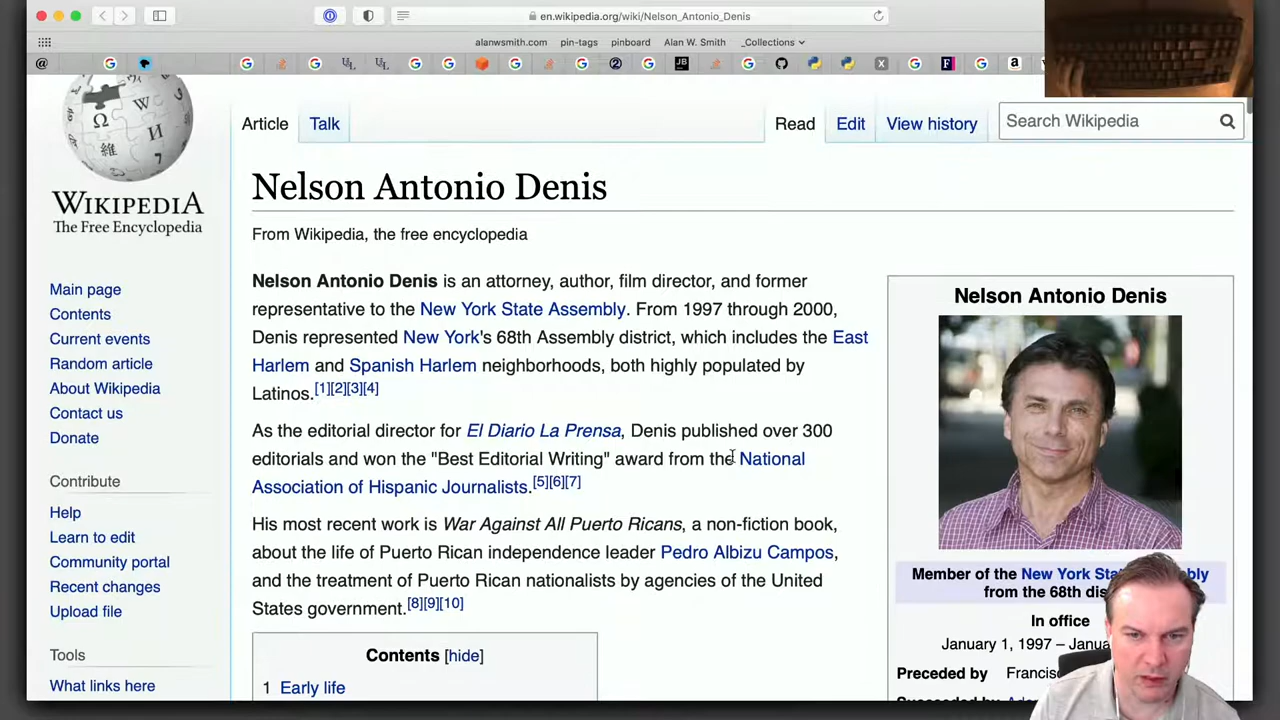 en.wikipedia.org/wiki/Nelson_Antonio_Denis
alanwsmith.com pin-tags pinboard Alan W. Smith _Collections
Article Talk Read Edit View history Search Wikipedia
WIKIPEDIA
The Free Encyclopedia
Nelson Antonio Denis
From Wikipedia, the free encyclopedia
Nelson Antonio Denis is an attorney, author, film director, and former
representative to the New York State Assembly. From 1997 through 2000,
Denis represented New York's 68th Assembly district, which includes the East
Harlem and Spanish Harlem neighborhoods, both highly populated by
Latinos.[1][2][3][4]
As the editorial director for El Diario La Prensa, Denis published over 300
editorials and won the "Best Editorial Writing" award from the National
Association of Hispanic Journalists.[5][6][7]
His most recent work is War Against All Puerto Ricans, a non-fiction book,
about the life of Puerto Rican independence leader Pedro Albizu Campos,
and the treatment of Puerto Rican nationalists by agencies of the United
States government.[8][9][10]
Contents [hide]
1 Early life
Main page
Contents
Current events
Random article
About Wikipedia
Contact us
Donate
Contribute
Help
Learn to edit
Community portal
Recent changes
Upload file
Tools
What links here
Nelson Antonio Denis
Member of the New York
from the 68th
In office
January 1, 1997 –
Preceded by